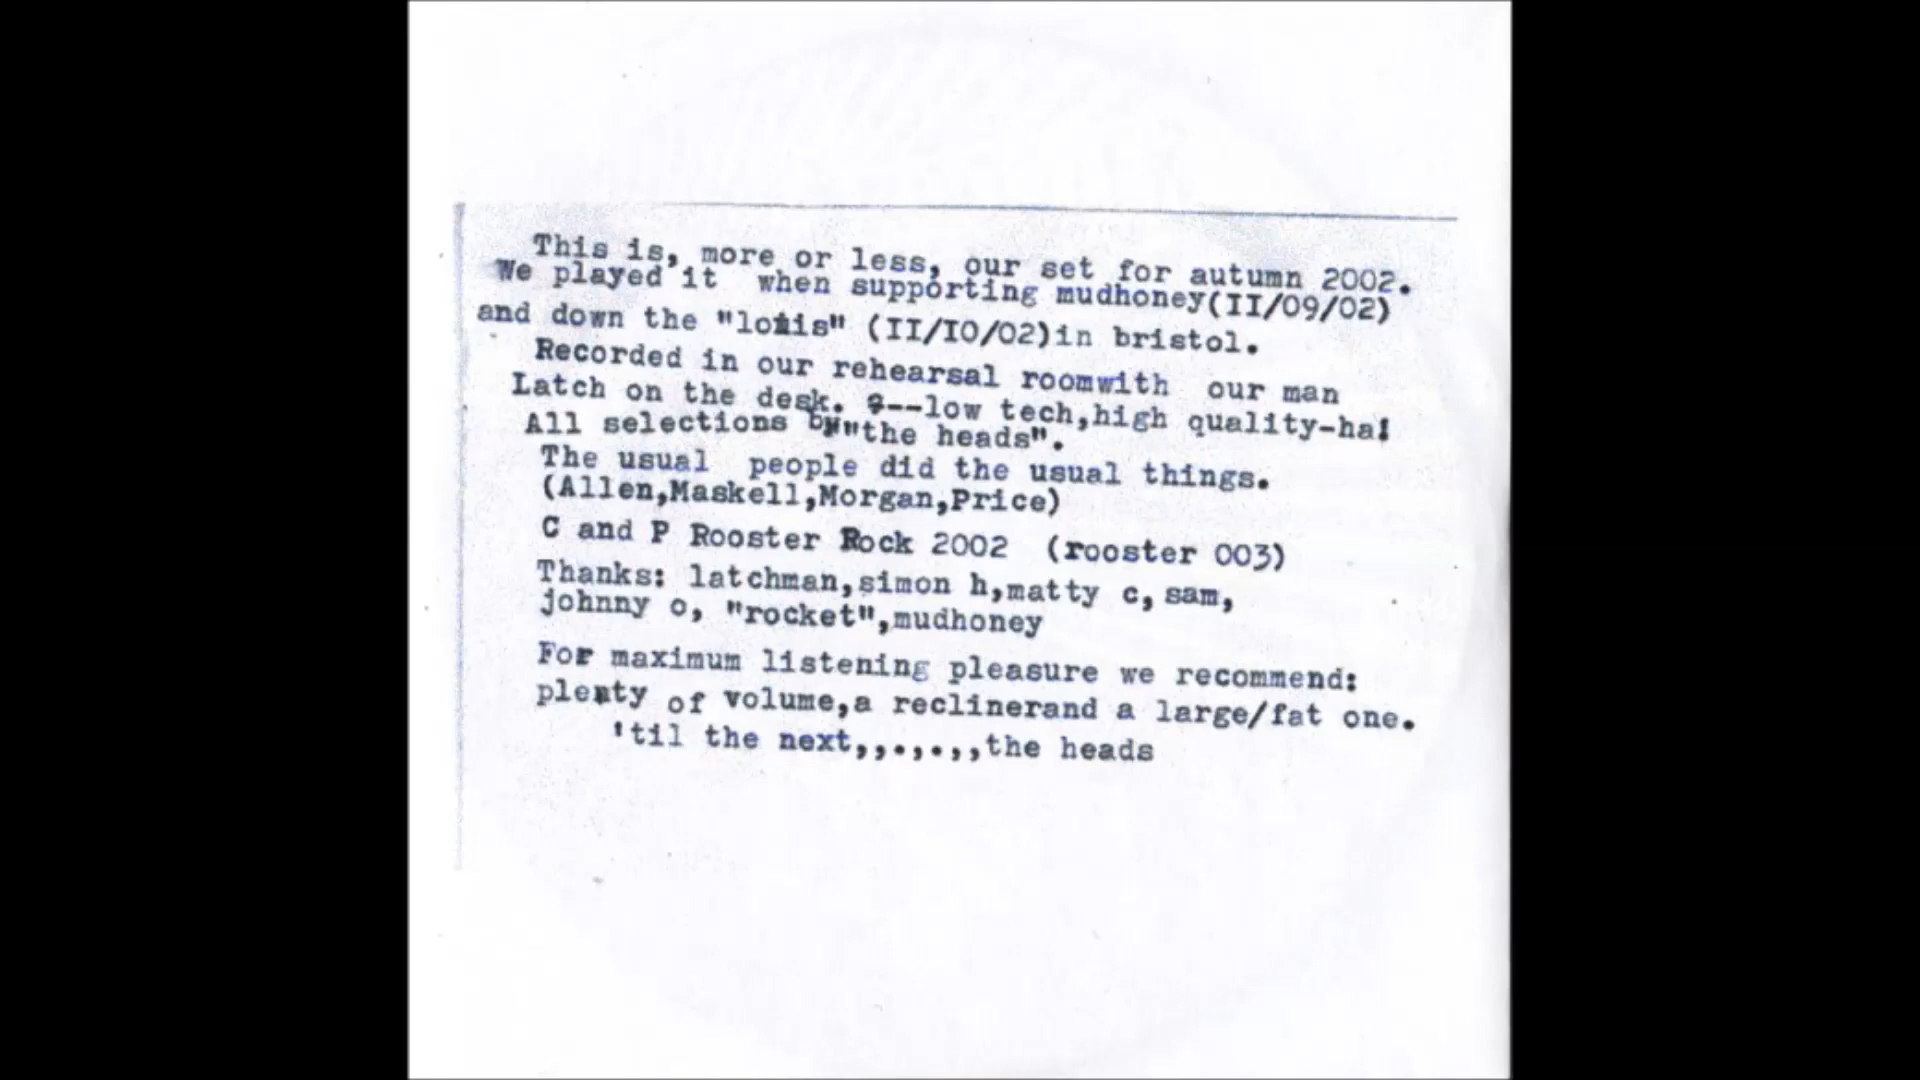 This is, more or less, our set for autumn 2002.
We played it when supporting mudhoney(II/09/02)
and down the "louis" (II/IO/02)in bristol.
Recorded in our rehearsal roomwith our man
Latch on the desk. --low tech,high quality-ha!
All selections by"the heads".
The usual people did the usual things.
(Allen,Maskell,Morgan,Price)
C and P Rooster Rock 2002 (rooster 003)
Thanks: latchman,simon h,matty c, sam,
johnny o, "rocket",mudhoney
For maximum listening pleasure we recommend:
plenty of volume,a reclinerand a large/fat one.
'til the next,,.,.,,the heads